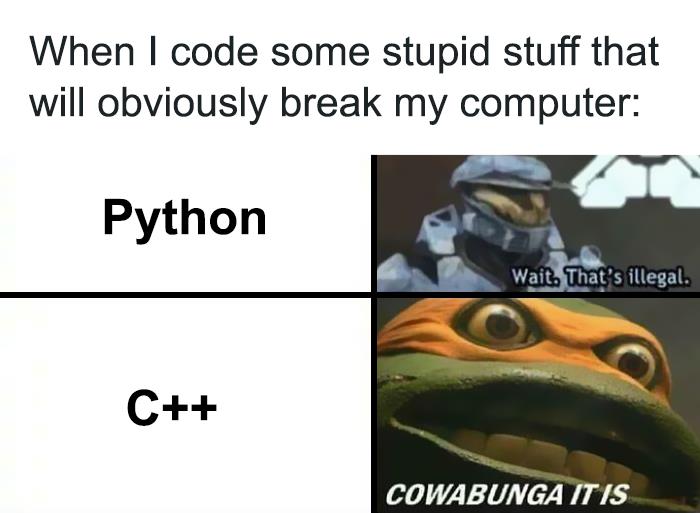 When I code some stupid stuff that
will obviously break my computer:
Python
Wait. That's illegal.
C++
COWABUNGA IT IS